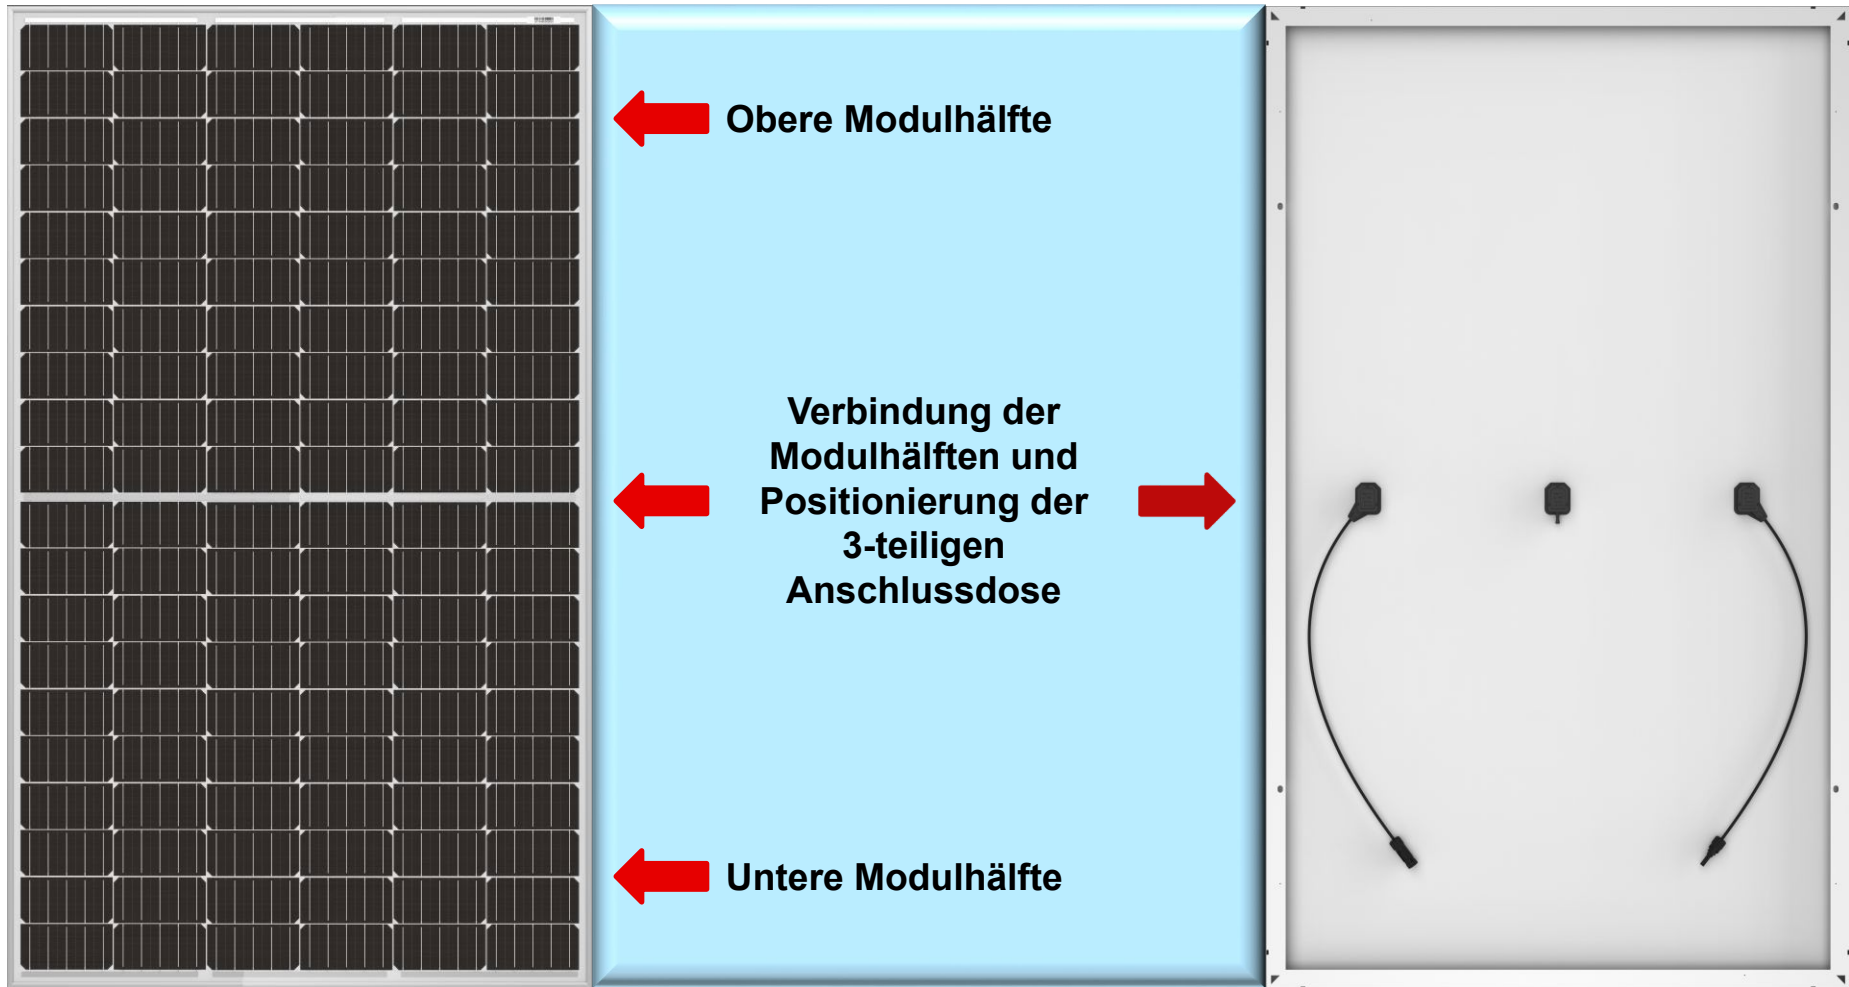 Obere Modulhälfte
Verbindung der
Modulhälften und
Positionierung der
3-teiligen
Anschlussdose
Untere Modulhälfte